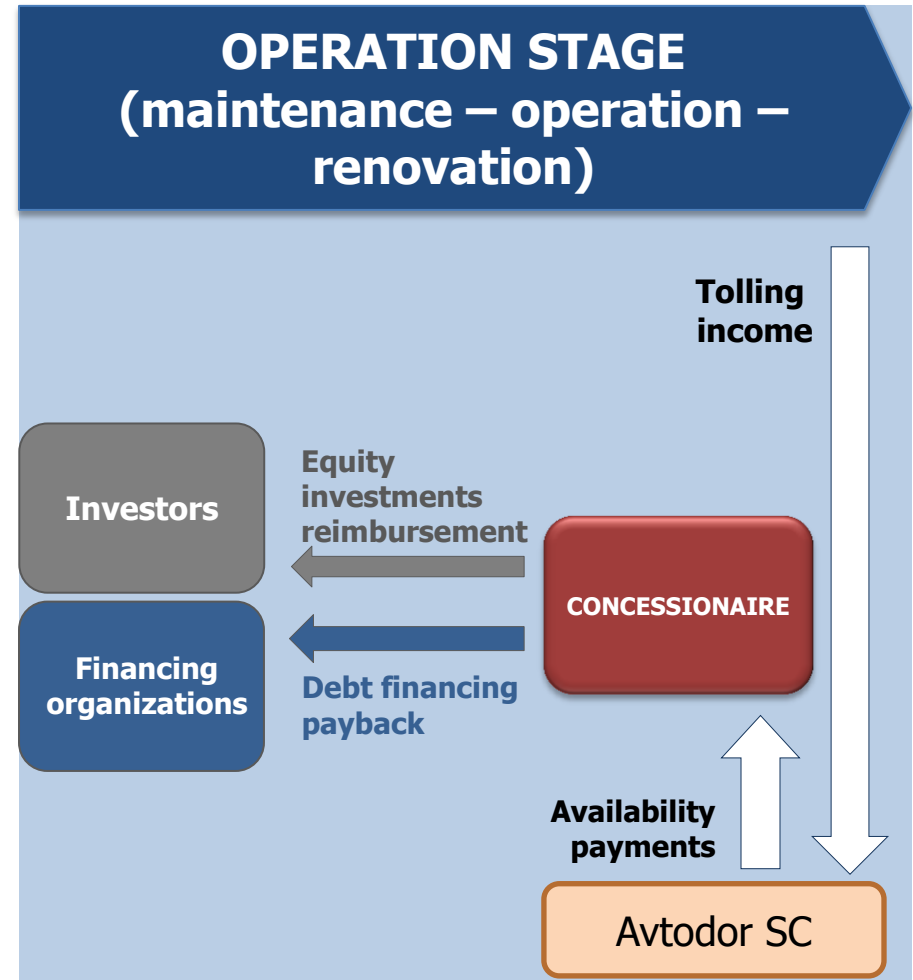 OPERATION STAGE
(maintenance – operation –
renovation)
Tolling
income
Investors
Equity
investments
reimbursement
CONCESSIONAIRE
Financing
organizations
Debt financing
payback
Availability
payments
Avtodor SC